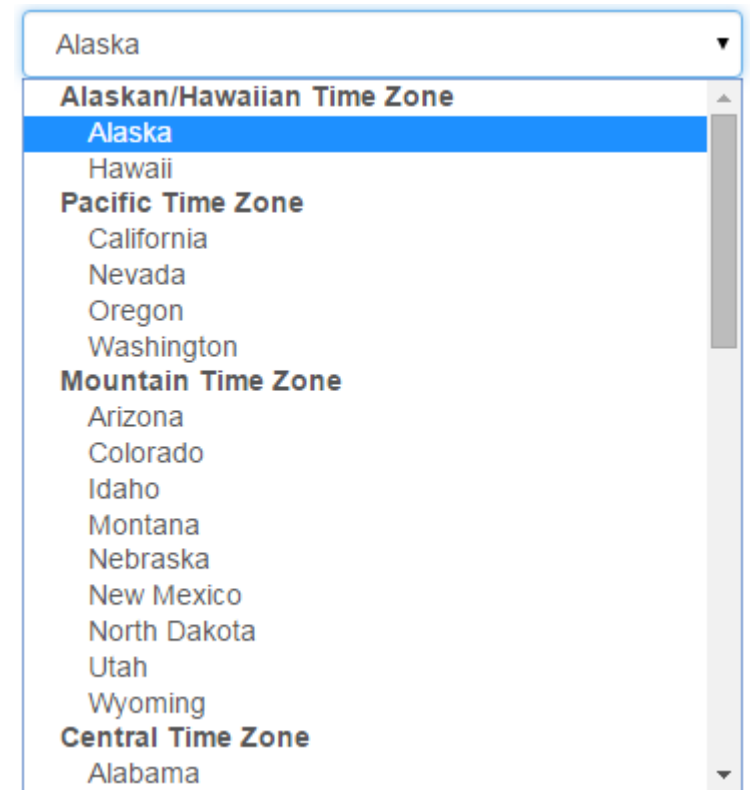 Alaska
Alaskan/Hawaiian Time Zone
Alaska
Hawaii
Pacific Time Zone
California
Nevada
Oregon
Washington
Mountain Time Zone
Arizona
Colorado
Idaho
Montana
Nebraska
New Mexico
North Dakota
Utah
Wyoming
Central Time Zone
Alabama